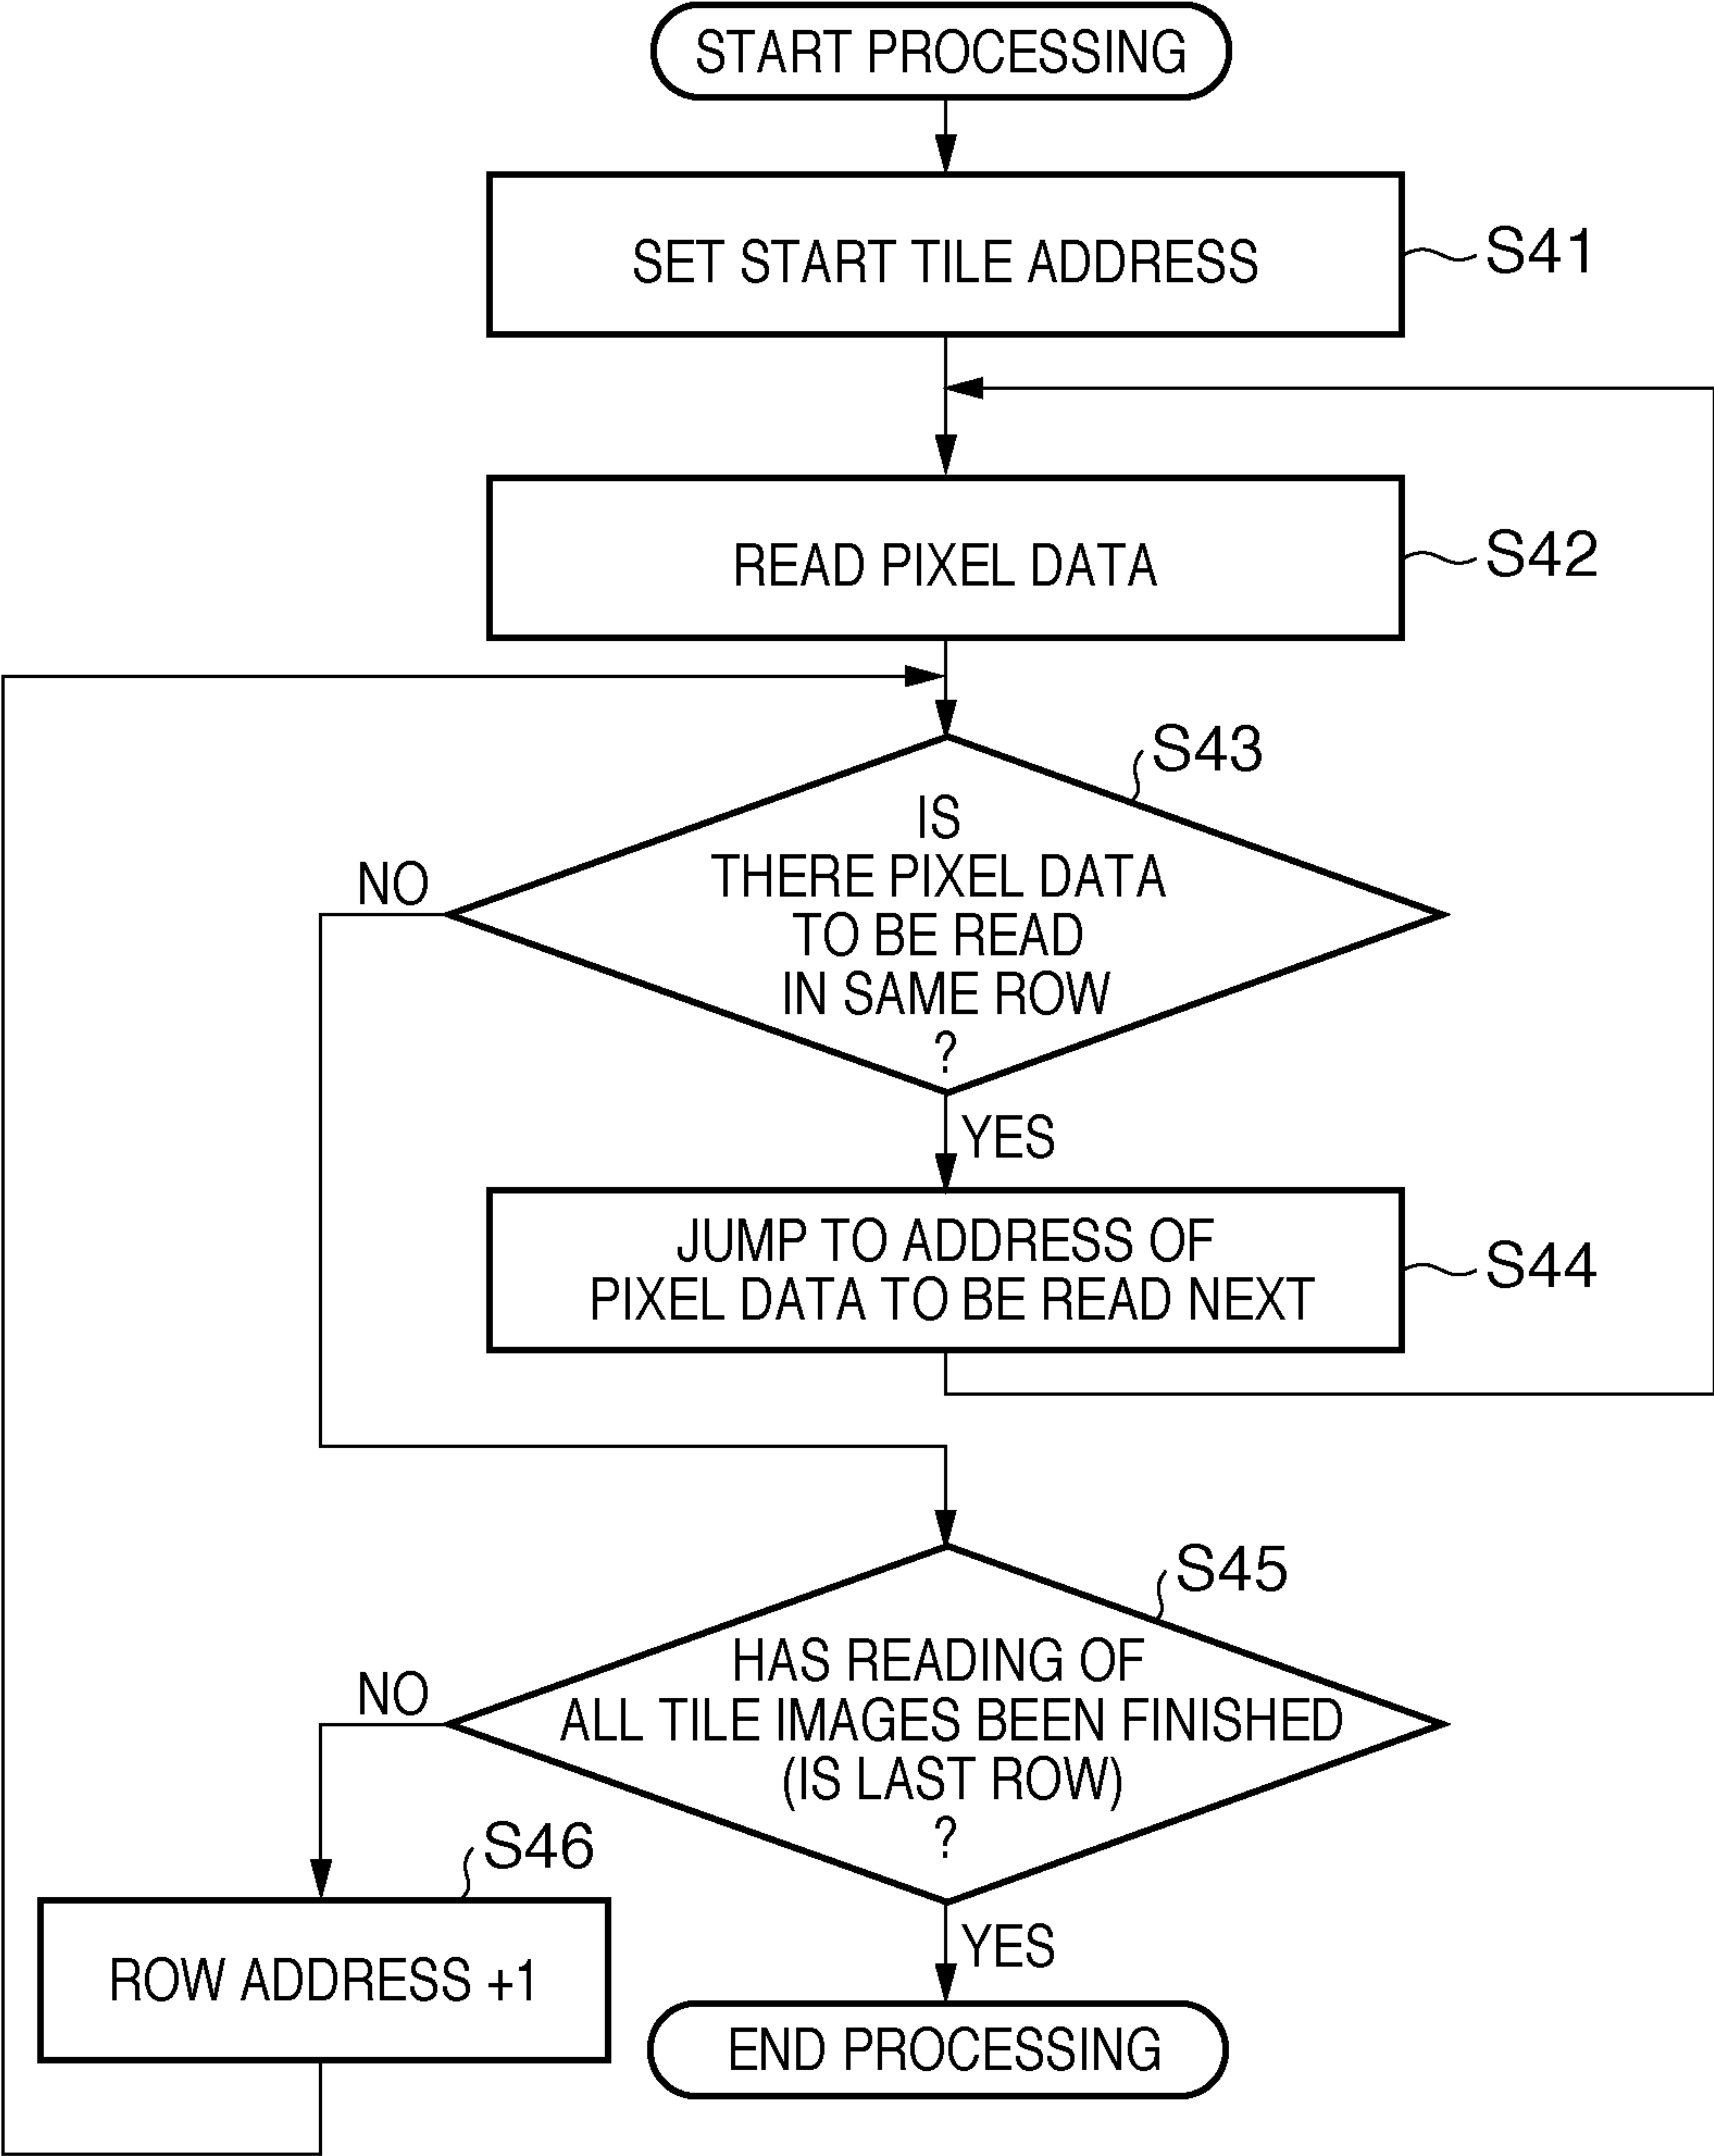 START PROCESSING
SET START TILE ADDRESS
S41
READ PIXEL DATA
S42
S43
IS
THERE PIXEL DATA
TO BE READ
IN SAME ROW
?
NO
YES
JUMP TO ADDRESS OF
PIXEL DATA TO BE READ NEXT
S44
S45
HAS READING OF
ALL TILE IMAGES BEEN FINISHED
(IS LAST ROW)
?
NO
S46
ROW ADDRESS +1
YES
END PROCESSING